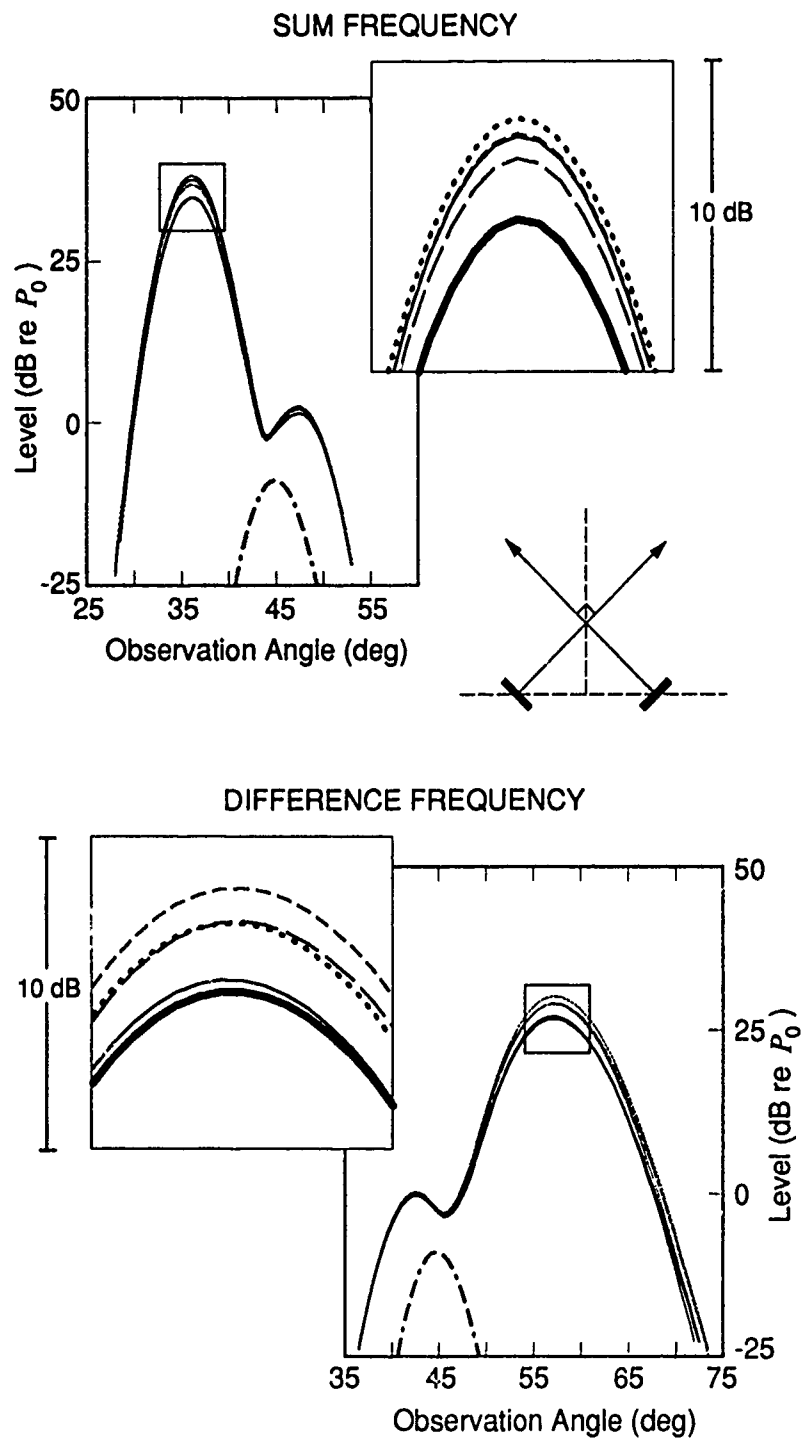 SUM FREQUENCY
50
25
0
-25
Level (dB re P₀)
25 35 45 55
Observation Angle (deg)
10 dB
DIFFERENCE FREQUENCY
10 dB
50
25
0
-25
Level (dB re P₀)
35 45 55 65 75
Observation Angle (deg)